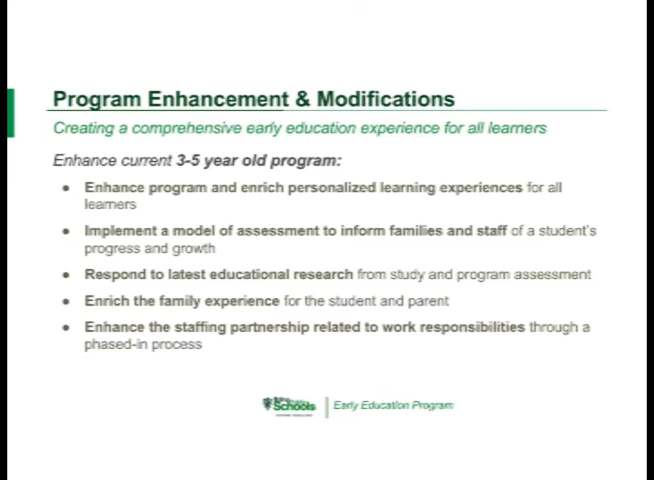 Program Enhancement & Modifications
Creating a comprehensive early education experience for all learners
Enhance current 3-5 year old program:
• Enhance program and enrich personalized learning experiences for all
learners
• Implement a model of assessment to inform families and staff of a student's
progress and growth
• Respond to latest educational research from study and program assessment
• Enrich the family experience for the student and parent
• Enhance the staffing partnership related to work responsibilities through a
phased-in process
Schools
Early Education Program